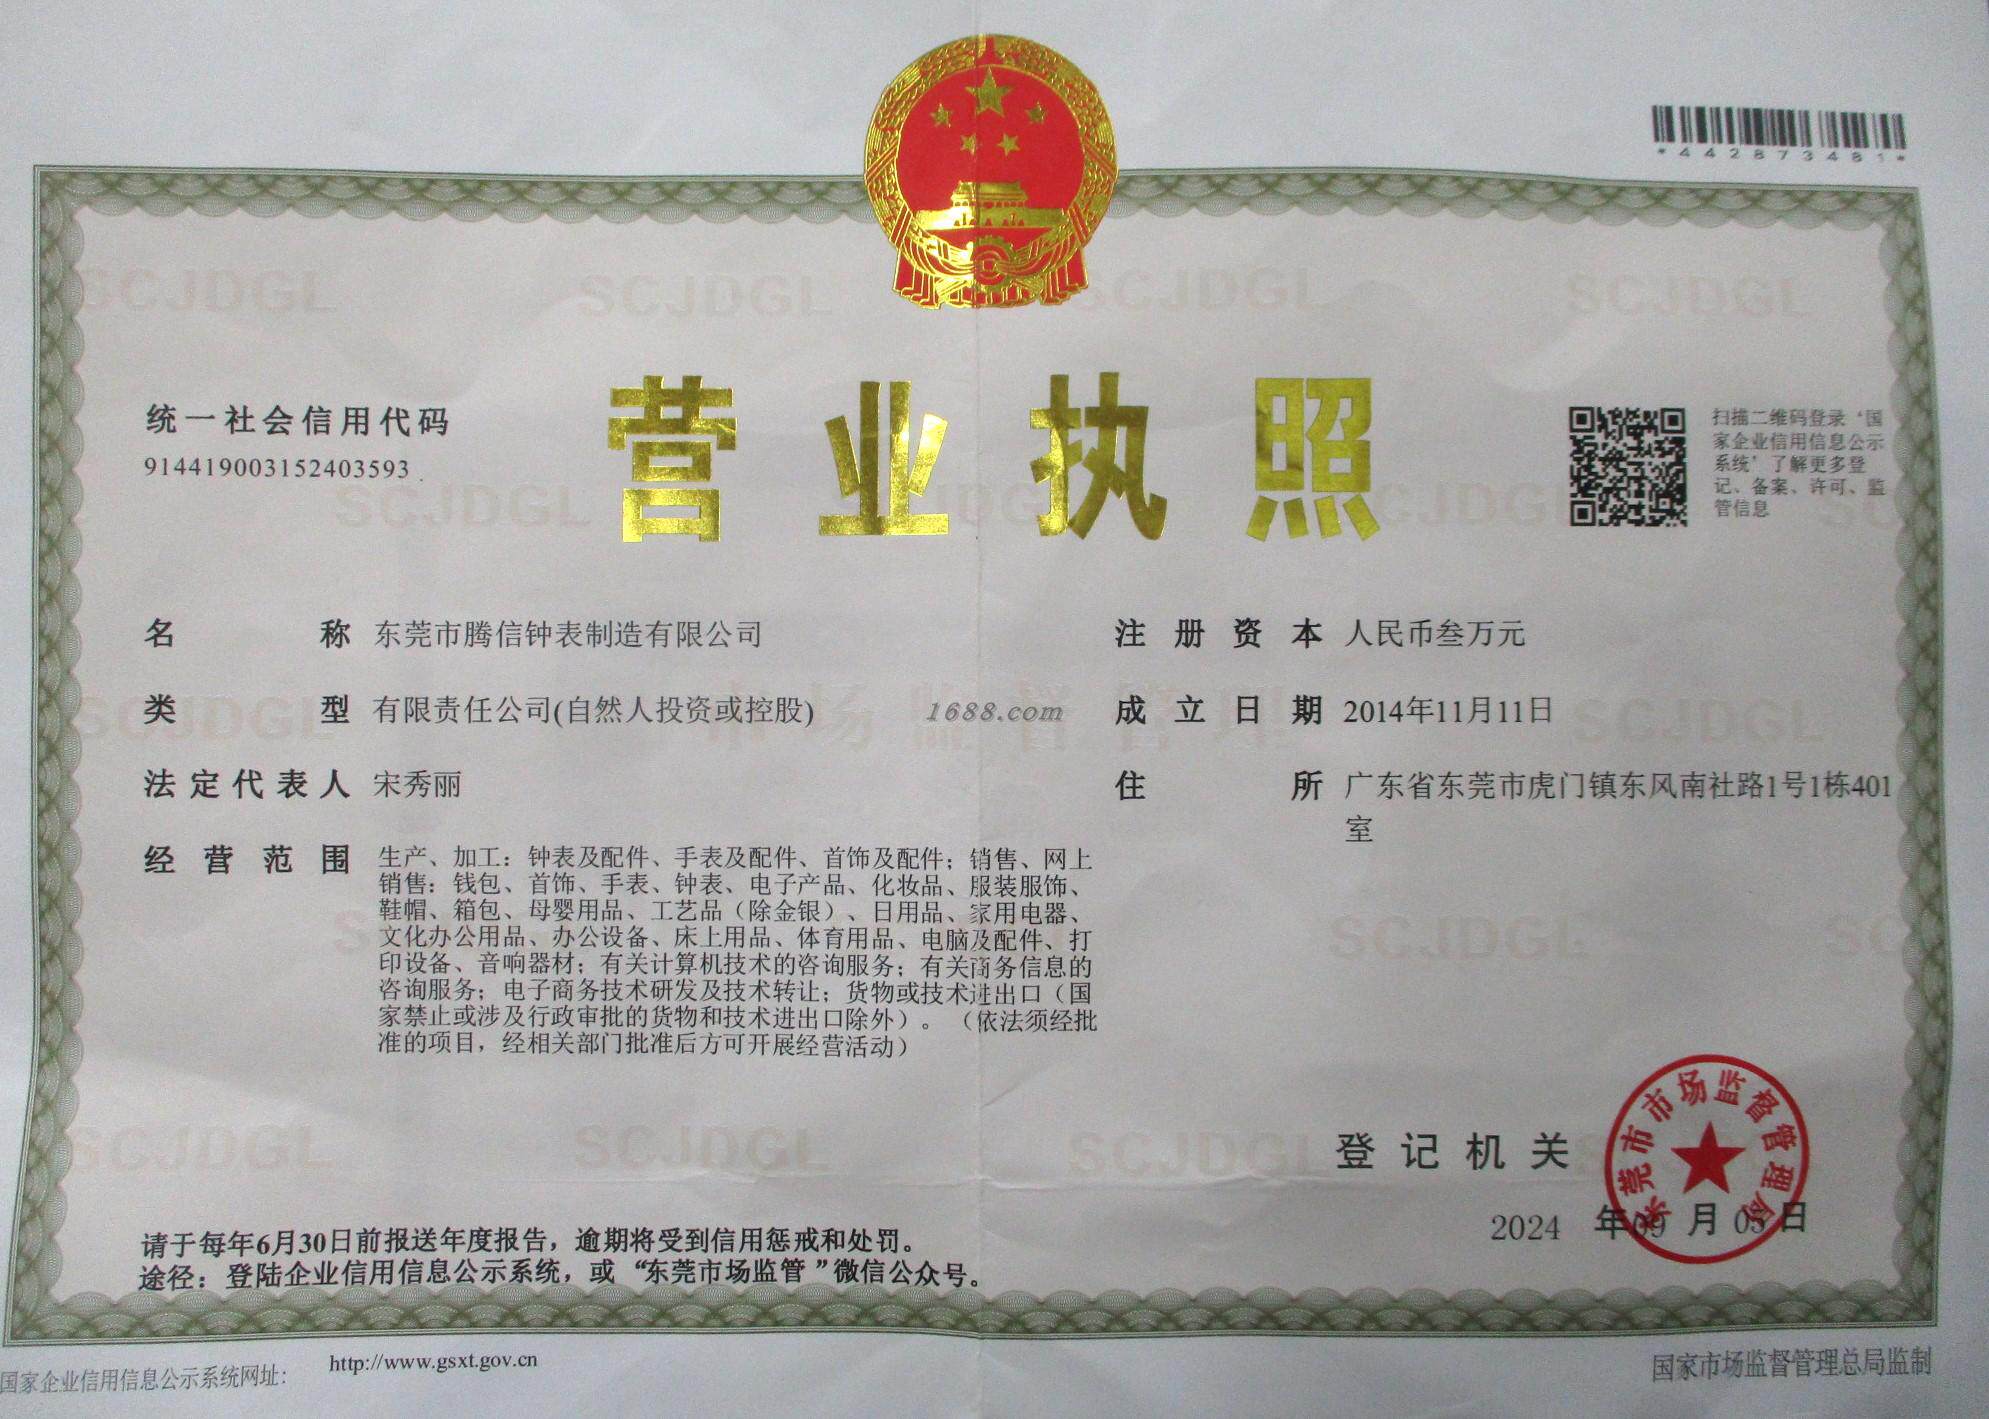 *442873481*
营业执照
统一社会信用代码
914419003152403593
扫描二维码登录‘国
家企业信用信息公示
系统’了解更多登
记、备案、许可、监
管信息
名称 东莞市腾信钟表制造有限公司
类型 有限责任公司(自然人投资或控股)
法定代表人 宋秀丽
经营范围 生产、加工：钟表及配件、手表及配件、首饰及配件；销售、网上
销售：钱包、首饰、手表、钟表、电子产品、化妆品、服装服饰、
鞋帽、箱包、母婴用品、工艺品（除金银）、日用品、家用电器、
文化办公用品、办公设备、床上用品、体育用品、电脑及配件、打
印设备、音响器材；有关计算机技术的咨询服务；有关商务信息的
咨询服务；电子商务技术研发及技术转让；货物或技术进出口（国
家禁止或涉及行政审批的货物和技术进出口除外）。（依法须经批
准的项目，经相关部门批准后方可开展经营活动）
注册资本 人民币叁万元
成立日期 2014年11月11日
住所 广东省东莞市虎门镇东风南社路1号1栋401
室
1688.com
登记机关
东莞市市场监督管理局
2024 年09 月05日
请于每年6月30日前报送年度报告，逾期将受到信用惩戒和处罚。
途径：登陆企业信用信息公示系统，或“东莞市场监管”微信公众号。
国家企业信用信息公示系统网址： http://www.gsxt.gov.cn
国家市场监督管理总局监制
SCJDGL
市场监督管理